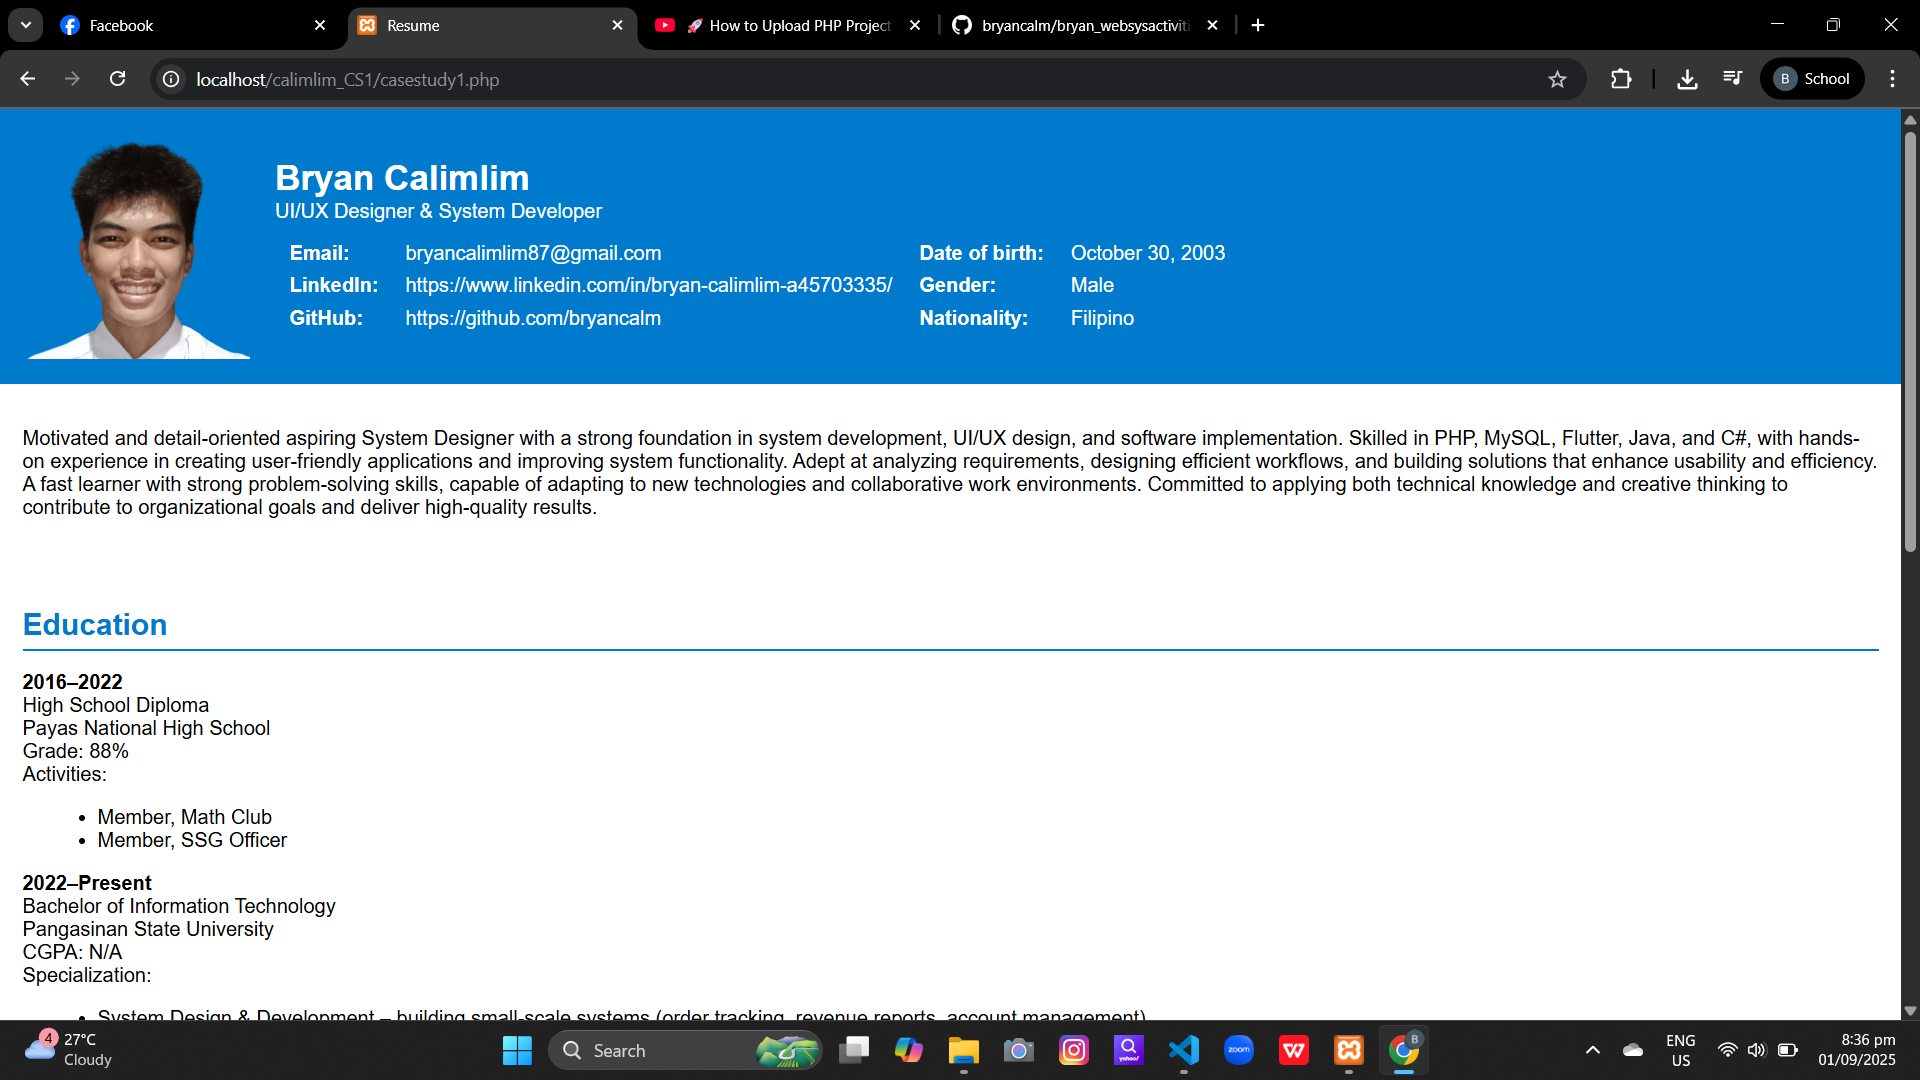 Facebook
Resume
🚀 How to Upload PHP Project
bryancalm/bryan_websysactiviti
localhost/calimlim_CS1/casestudy1.php
B School
Bryan Calimlim
UI/UX Designer & System Developer
Email: bryancalimlim87@gmail.com Date of birth: October 30, 2003
LinkedIn: https://www.linkedin.com/in/bryan-calimlim-a45703335/ Gender: Male
GitHub: https://github.com/bryancalm Nationality: Filipino
Motivated and detail-oriented aspiring System Designer with a strong foundation in system development, UI/UX design, and software implementation. Skilled in PHP, MySQL, Flutter, Java, and C#, with hands-
on experience in creating user-friendly applications and improving system functionality. Adept at analyzing requirements, designing efficient workflows, and building solutions that enhance usability and efficiency.
A fast learner with strong problem-solving skills, capable of adapting to new technologies and collaborative work environments. Committed to applying both technical knowledge and creative thinking to
contribute to organizational goals and deliver high-quality results.
Education
2016–2022
High School Diploma
Payas National High School
Grade: 88%
Activities:
• Member, Math Club
• Member, SSG Officer
2022–Present
Bachelor of Information Technology
Pangasinan State University
CGPA: N/A
Specialization:
• System Design & Development – building small-scale systems (order tracking, revenue reports, account management)
4
27°C
Cloudy
Search
yahoo!
zoom
B
ENG
US
8:36 pm
01/09/2025